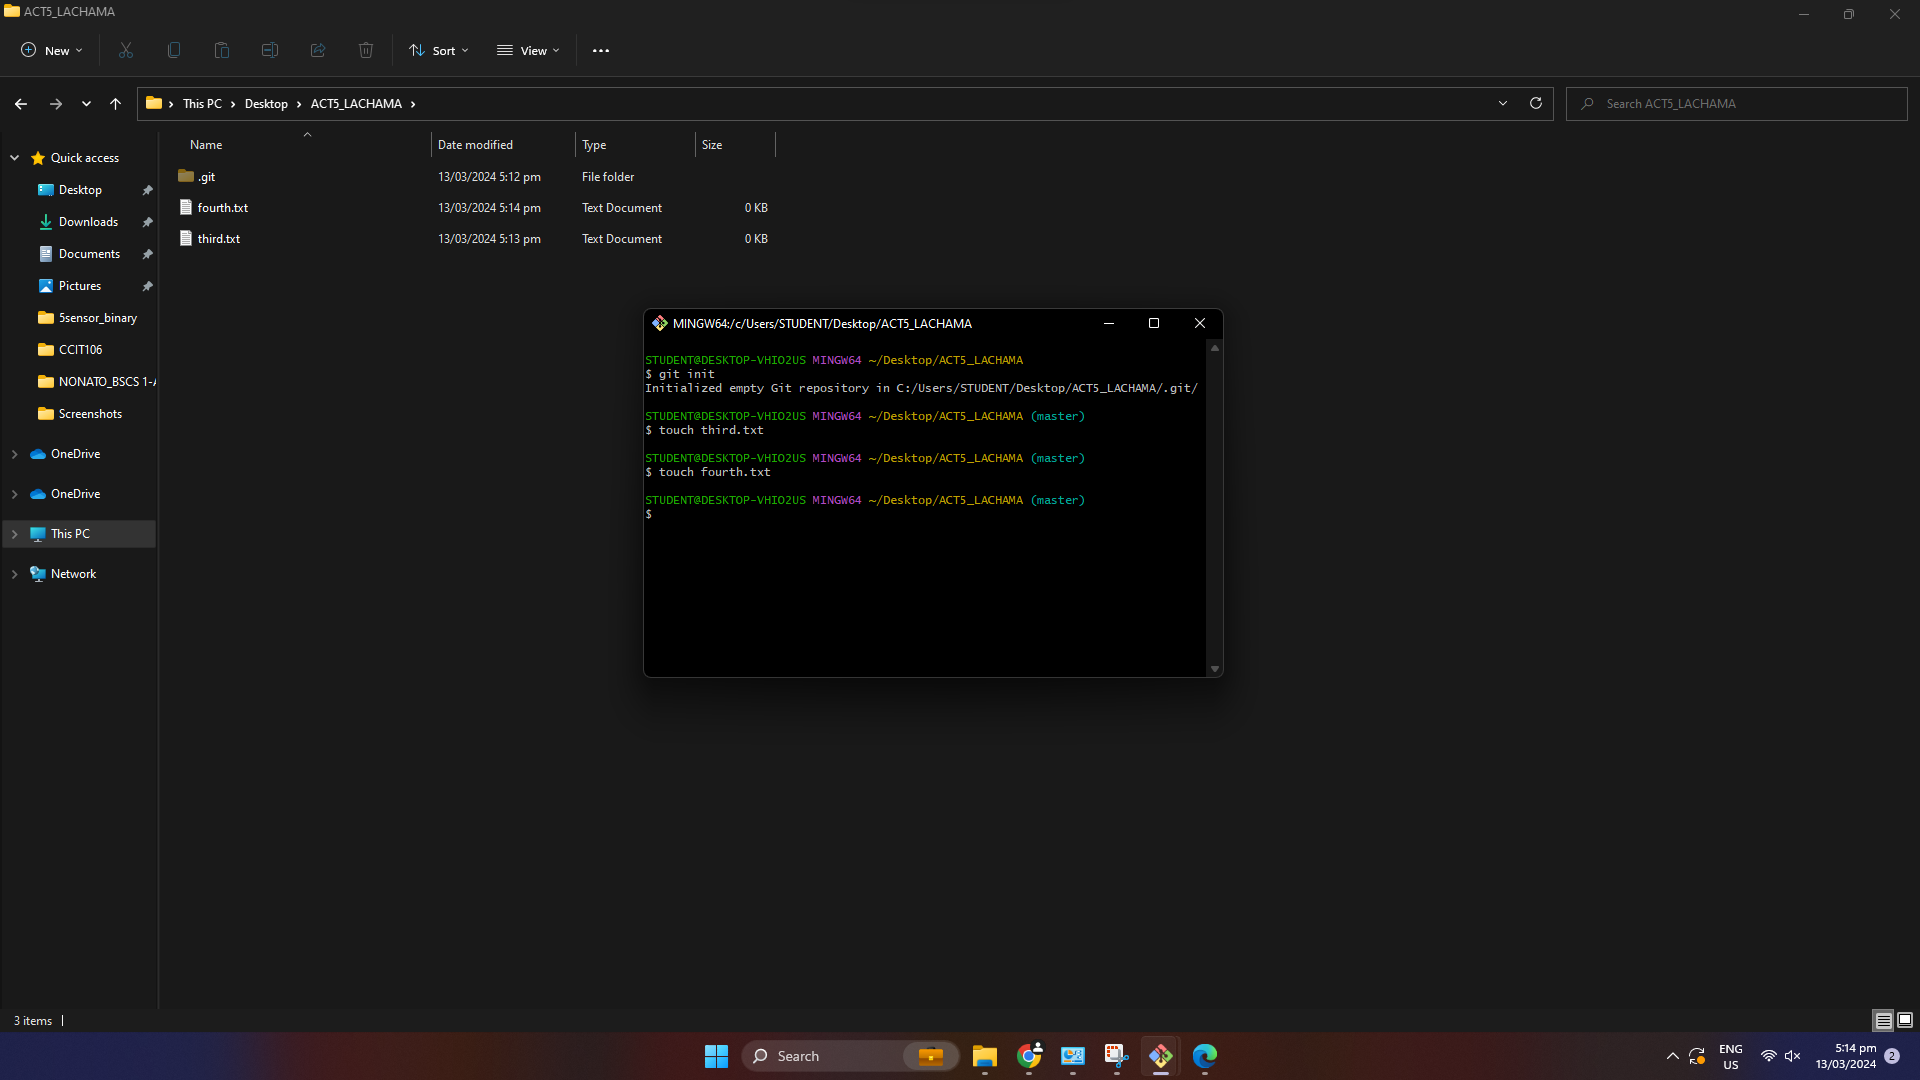 ACT5_LACHAMA
New
Sort
View
This PC > Desktop > ACT5_LACHAMA >
Search ACT5_LACHAMA
Name Date modified Type Size
.git 13/03/2024 5:12 pm File folder
fourth.txt 13/03/2024 5:14 pm Text Document 0 KB
third.txt 13/03/2024 5:13 pm Text Document 0 KB
Quick access
Desktop
Downloads
Documents
Pictures
5sensor_binary
CCIT106
NONATO_BSCS 1-A
Screenshots
OneDrive
OneDrive
This PC
Network
MINGW64:/c/Users/STUDENT/Desktop/ACT5_LACHAMA
STUDENT@DESKTOP-VHIO2US MINGW64 ~/Desktop/ACT5_LACHAMA
$ git init
Initialized empty Git repository in C:/Users/STUDENT/Desktop/ACT5_LACHAMA/.git/
STUDENT@DESKTOP-VHIO2US MINGW64 ~/Desktop/ACT5_LACHAMA (master)
$ touch third.txt
STUDENT@DESKTOP-VHIO2US MINGW64 ~/Desktop/ACT5_LACHAMA (master)
$ touch fourth.txt
STUDENT@DESKTOP-VHIO2US MINGW64 ~/Desktop/ACT5_LACHAMA (master)
$
3 items
Search
ENG
US
5:14 pm
13/03/2024
2